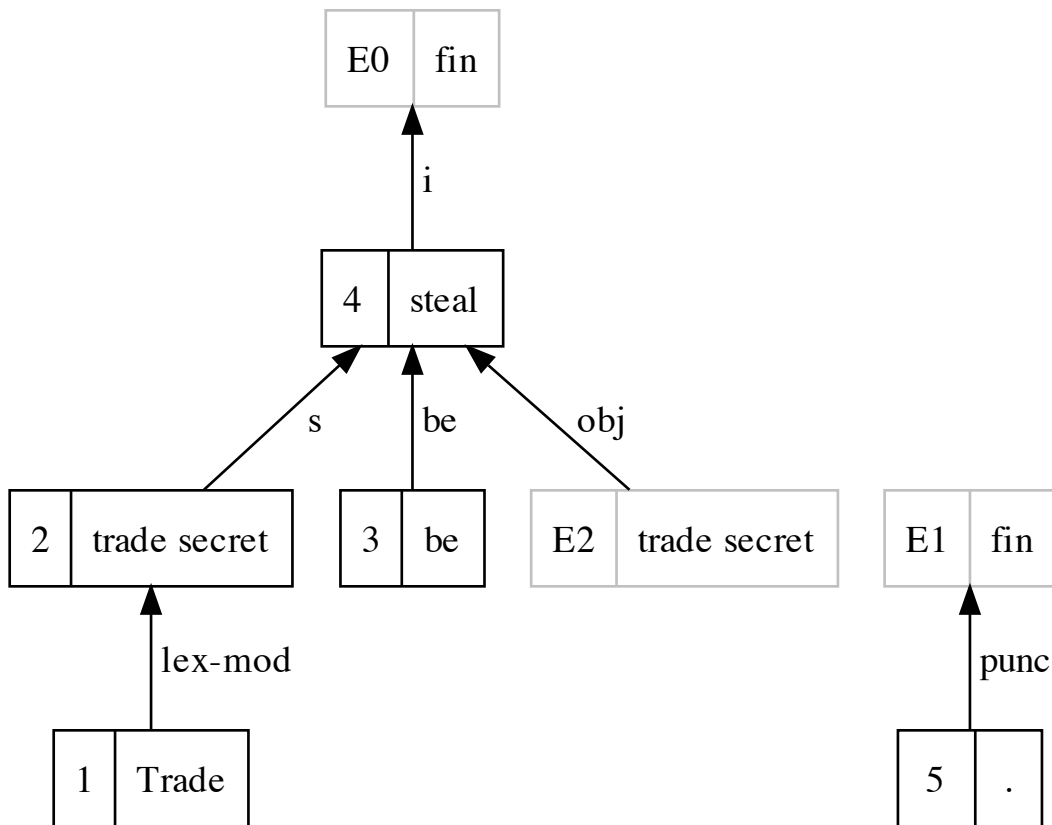 E0 fin
i
4 steal
s be obj
2 trade secret 3 be E2 trade secret E1 fin
lex-mod punc
1 Trade 5 .